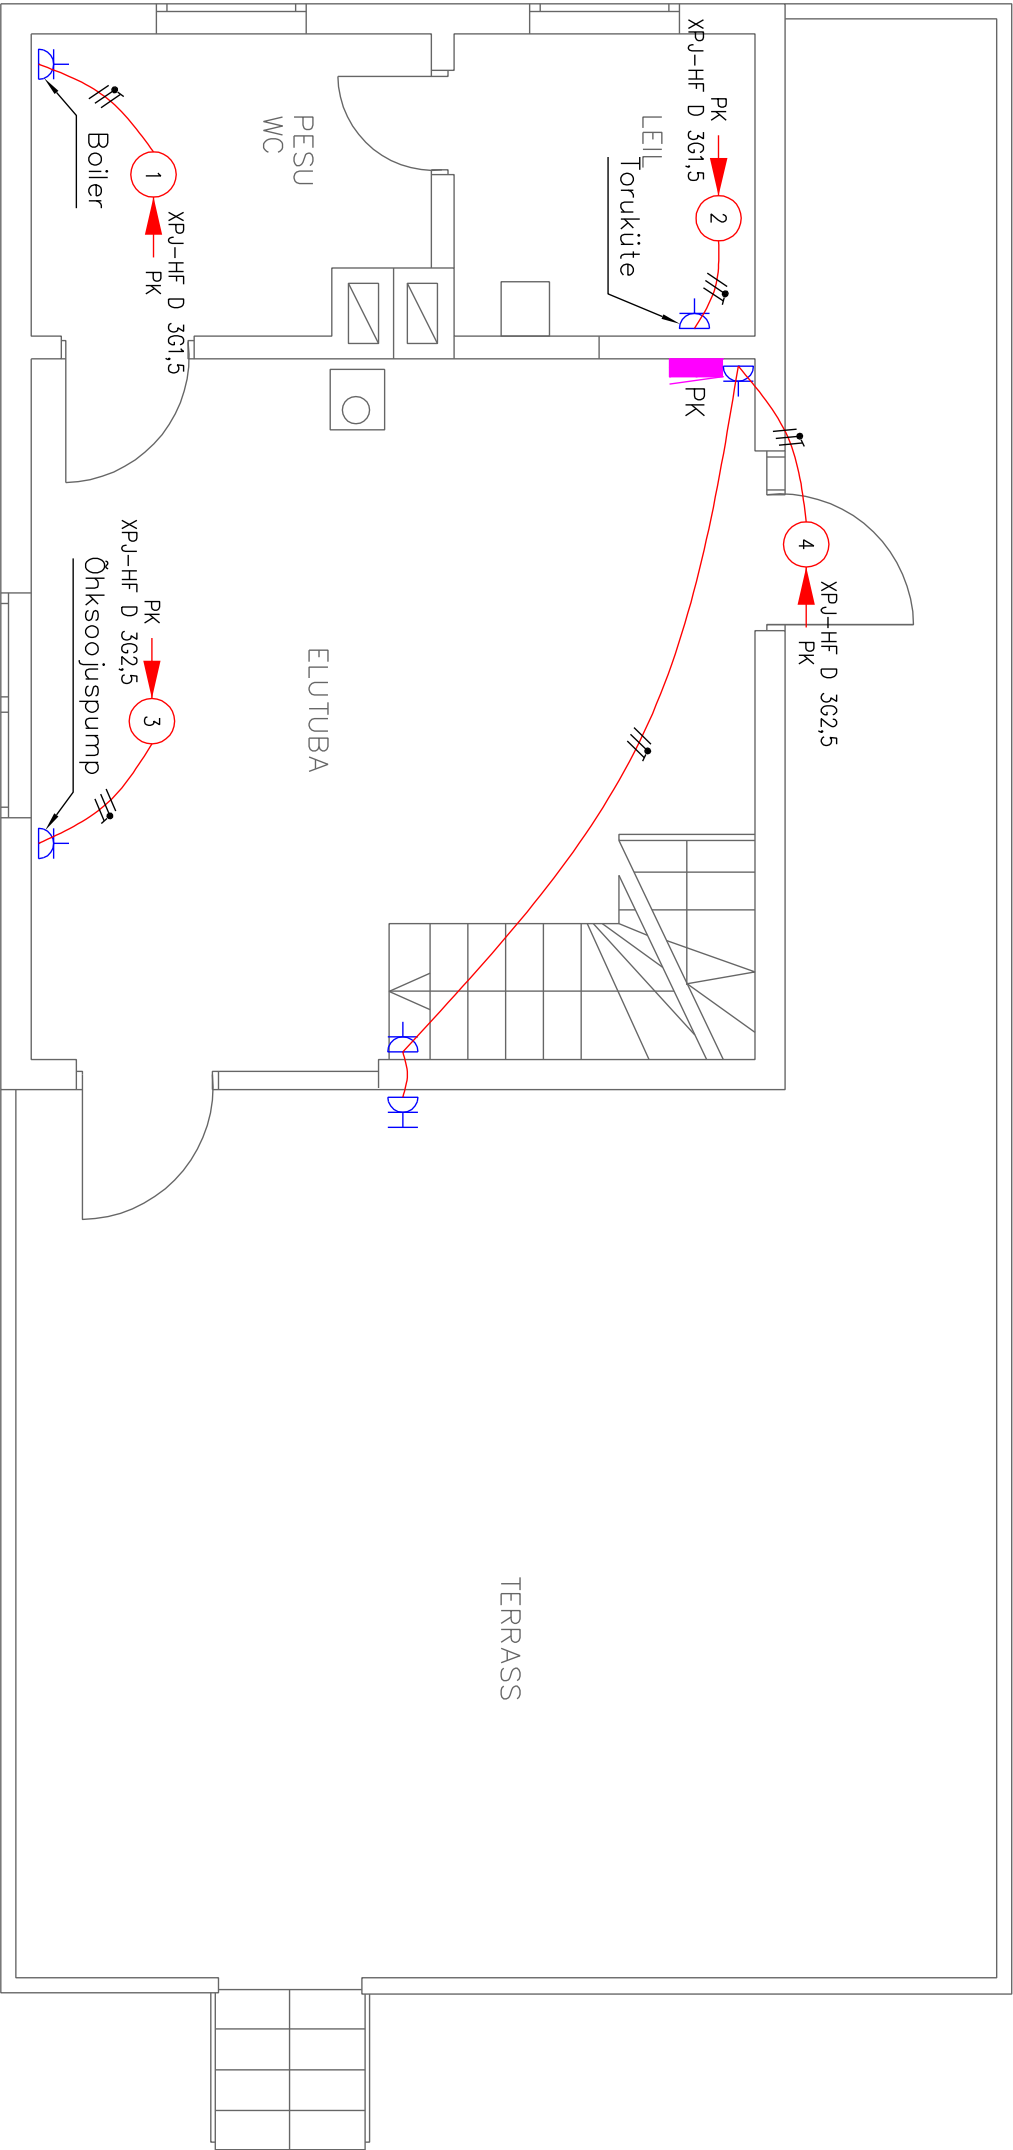 XPJ-HF D 3G1,5
PK
2
LEIL
Toruküte
PESU
WC
Boiler
1
XPJ-HF D 3G1,5
PK
PK
4
XPJ-HF D 3G2,5
PK
XPJ-HF D 3G2,5
PK
3
Õhksoojuspump
ELUTUBA
TERRASS